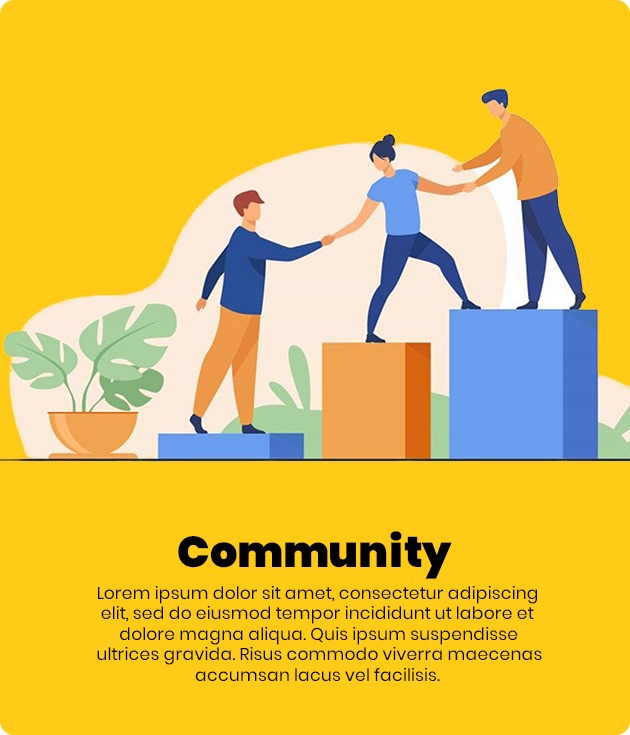 Community
Lorem ipsum dolor sit amet, consectetur adipiscing
elit, sed do eiusmod tempor incididunt ut labore et
dolore magna aliqua. Quis ipsum suspendisse
ultrices gravida. Risus commodo viverra maecenas
accumsan lacus vel facilisis.